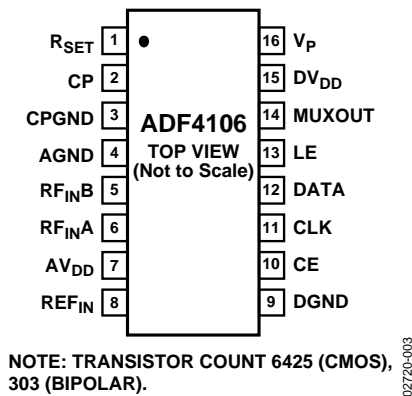 RSET 1 16 VP
CP 2 15 DVDD
CPGND 3 14 MUXOUT
ADF4106
AGND 4 TOP VIEW 13 LE
(Not to Scale)
RFINB 5 12 DATA
RFINA 6 11 CLK
AVDD 7 10 CE
REFIN 8 9 DGND
NOTE: TRANSISTOR COUNT 6425 (CMOS),
303 (BIPOLAR).
02720-003